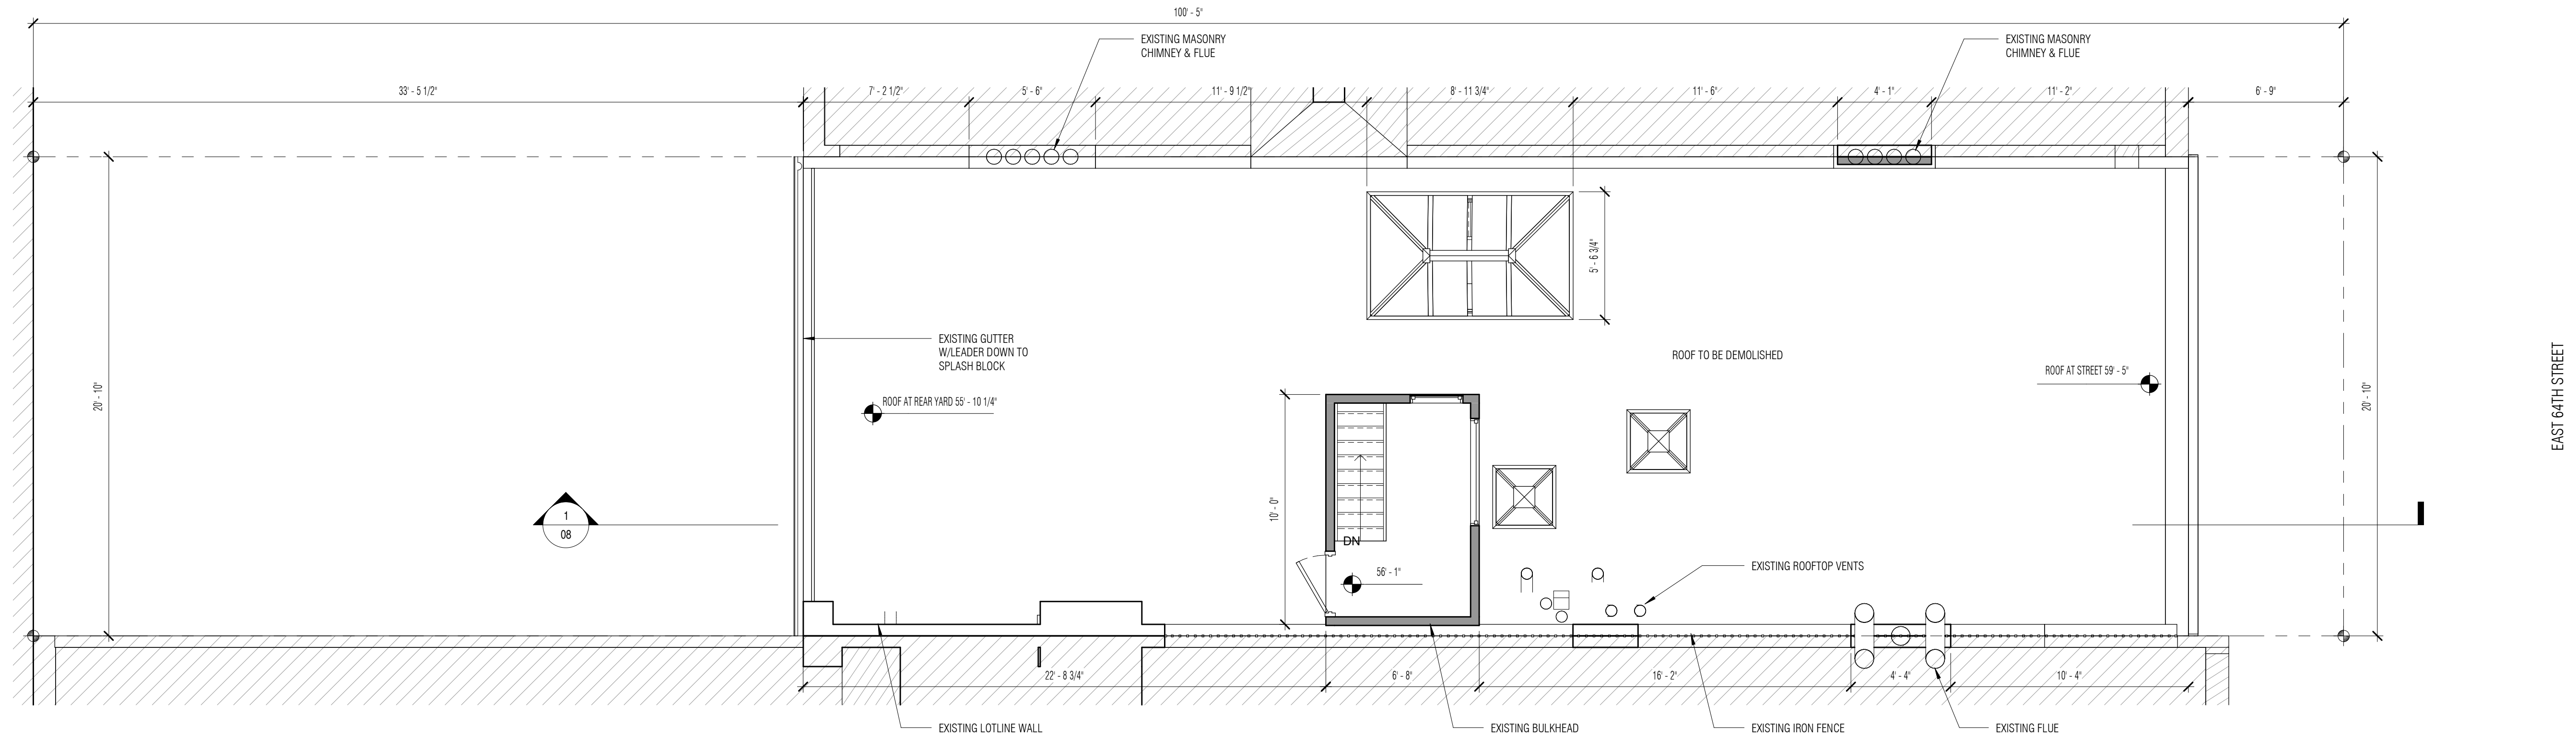 100' - 5"
EXISTING MASONRY
CHIMNEY & FLUE
EXISTING MASONRY
CHIMNEY & FLUE
33' - 5 1/2"
7' - 2 1/2"
5' - 6"
11' - 9 1/2"
8' - 11 3/4"
11' - 6"
4' - 1"
11' - 2"
6' - 9"
5' - 6 3/4"
EXISTING GUTTER
W/LEADER DOWN TO
SPLASH BLOCK
ROOF TO BE DEMOLISHED
ROOF AT STREET 59' - 5"
20' - 10"
ROOF AT REAR YARD 55' - 10 1/4"
20' - 10"
EAST 64TH STREET
1
08
10' - 0"
DN
56' - 1"
EXISTING ROOFTOP VENTS
22' - 8 3/4"
6' - 8"
16' - 2"
4' - 4"
10' - 4"
EXISTING LOTLINE WALL
EXISTING BULKHEAD
EXISTING IRON FENCE
EXISTING FLUE